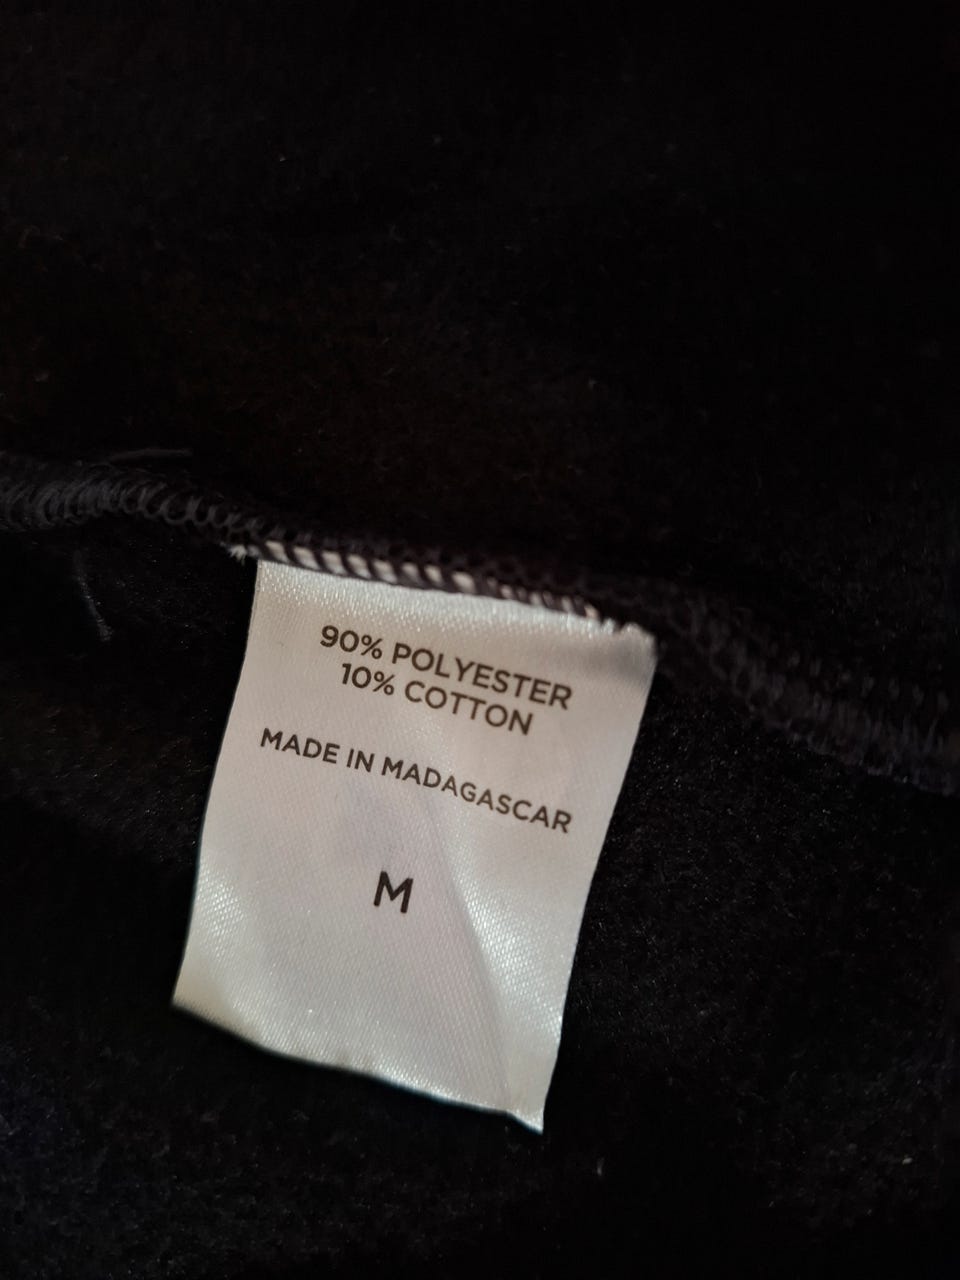 90% POLYESTER
10% COTTON
MADE IN MADAGASCAR
M